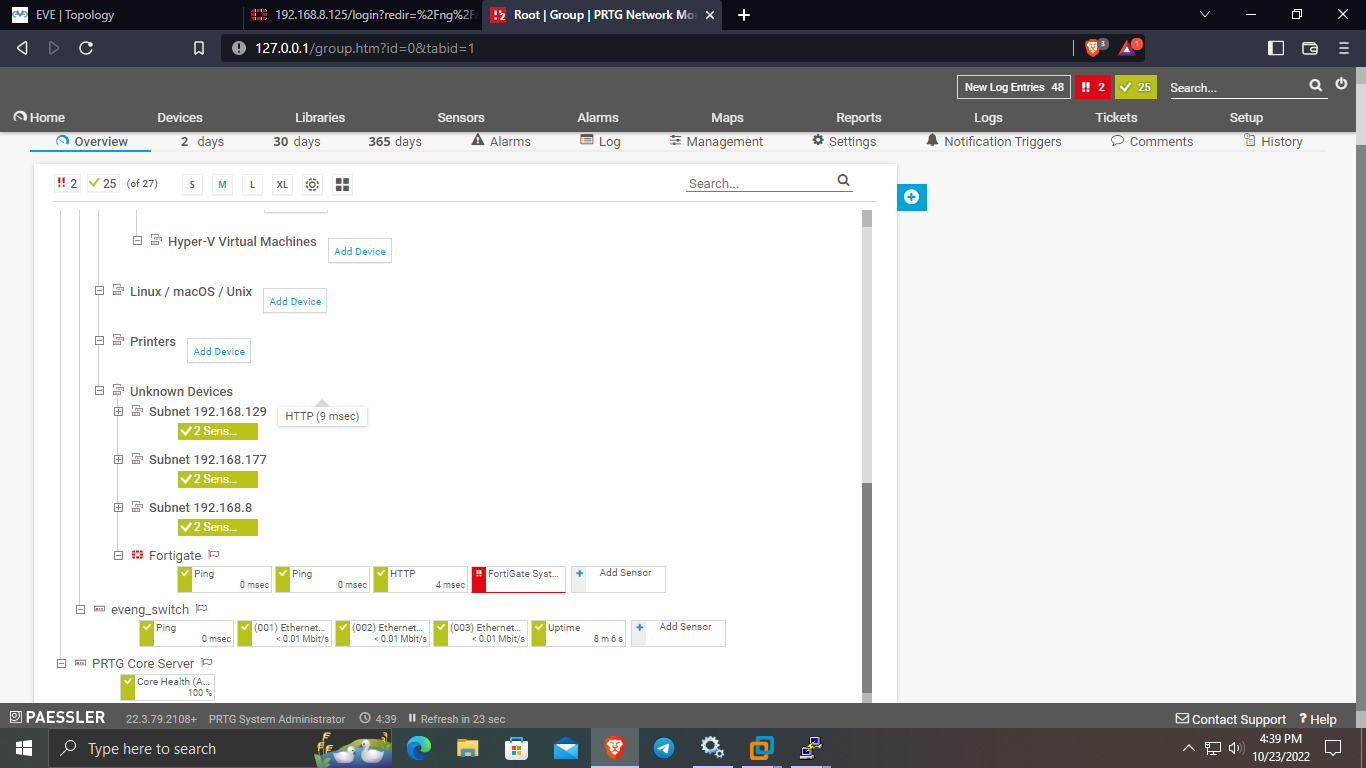 EVE | Topology
192.168.8.125/login?redir=%2Fng%2F
Root | Group | PRTG Network Mo
127.0.0.1/group.htm?id=0&tabid=1
3
1
New Log Entries 48
2
25
Search...
Home
Devices
Libraries
Sensors
Alarms
Maps
Reports
Logs
Tickets
Setup
Overview
2 days
30 days
365 days
Alarms
Log
Management
Settings
Notification Triggers
Comments
History
2
25
(of 27)
S
M
L
XL
Search...
Hyper-V Virtual Machines
Add Device
Linux / macOS / Unix
Add Device
Printers
Add Device
Unknown Devices
Subnet 192.168.129
HTTP (9 msec)
2 Sens...
Subnet 192.168.177
2 Sens...
Subnet 192.168.8
2 Sens...
Fortigate
Ping
0 msec
Ping
0 msec
HTTP
4 msec
FortiGate Syst...
Add Sensor
eveng_switch
Ping
0 msec
(001) Ethernet...
< 0.01 Mbit/s
(002) Ethernet...
< 0.01 Mbit/s
(003) Ethernet...
< 0.01 Mbit/s
Uptime
8 m 6 s
Add Sensor
PRTG Core Server
Core Health (A...
100 %
PAESSLER
22.3.79.2108+
PRTG System Administrator
4:39
Refresh in 23 sec
Contact Support
? Help
Type here to search
4:39 PM
10/23/2022